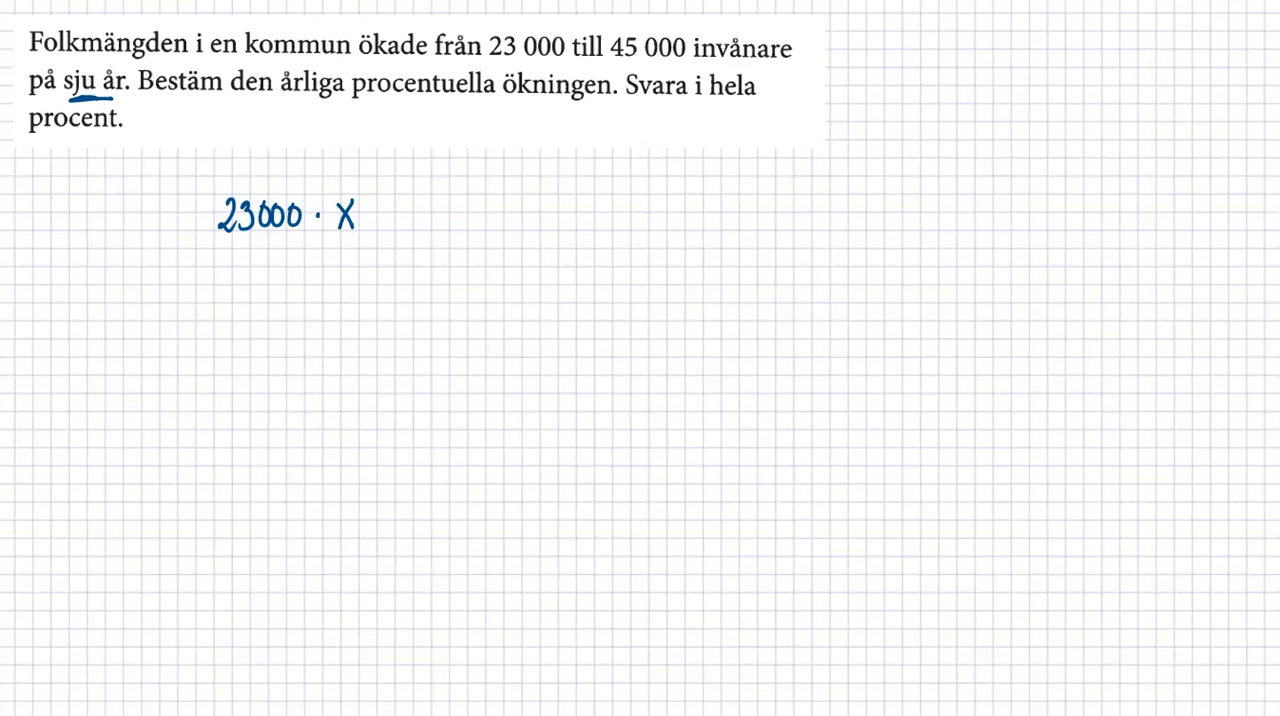 Folkmängden i en kommun ökade från 23 000 till 45 000 invånare
på sju år. Bestäm den årliga procentuella ökningen. Svara i hela
procent.
23000 · x